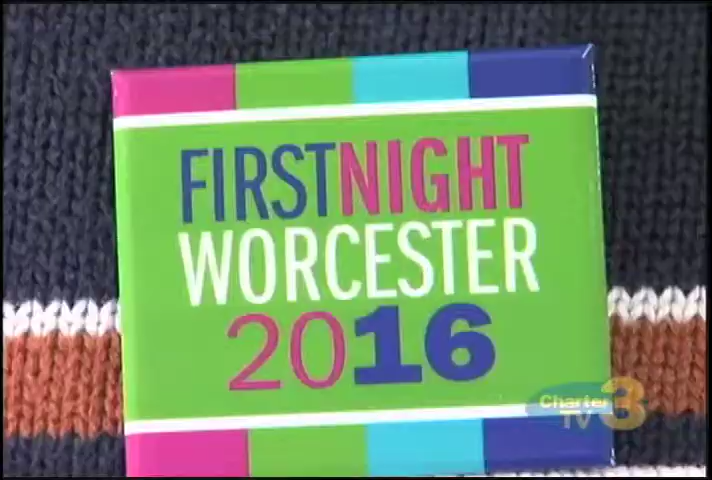 FIRSTNIGHT
WORCESTER
2016
Charter
TV3